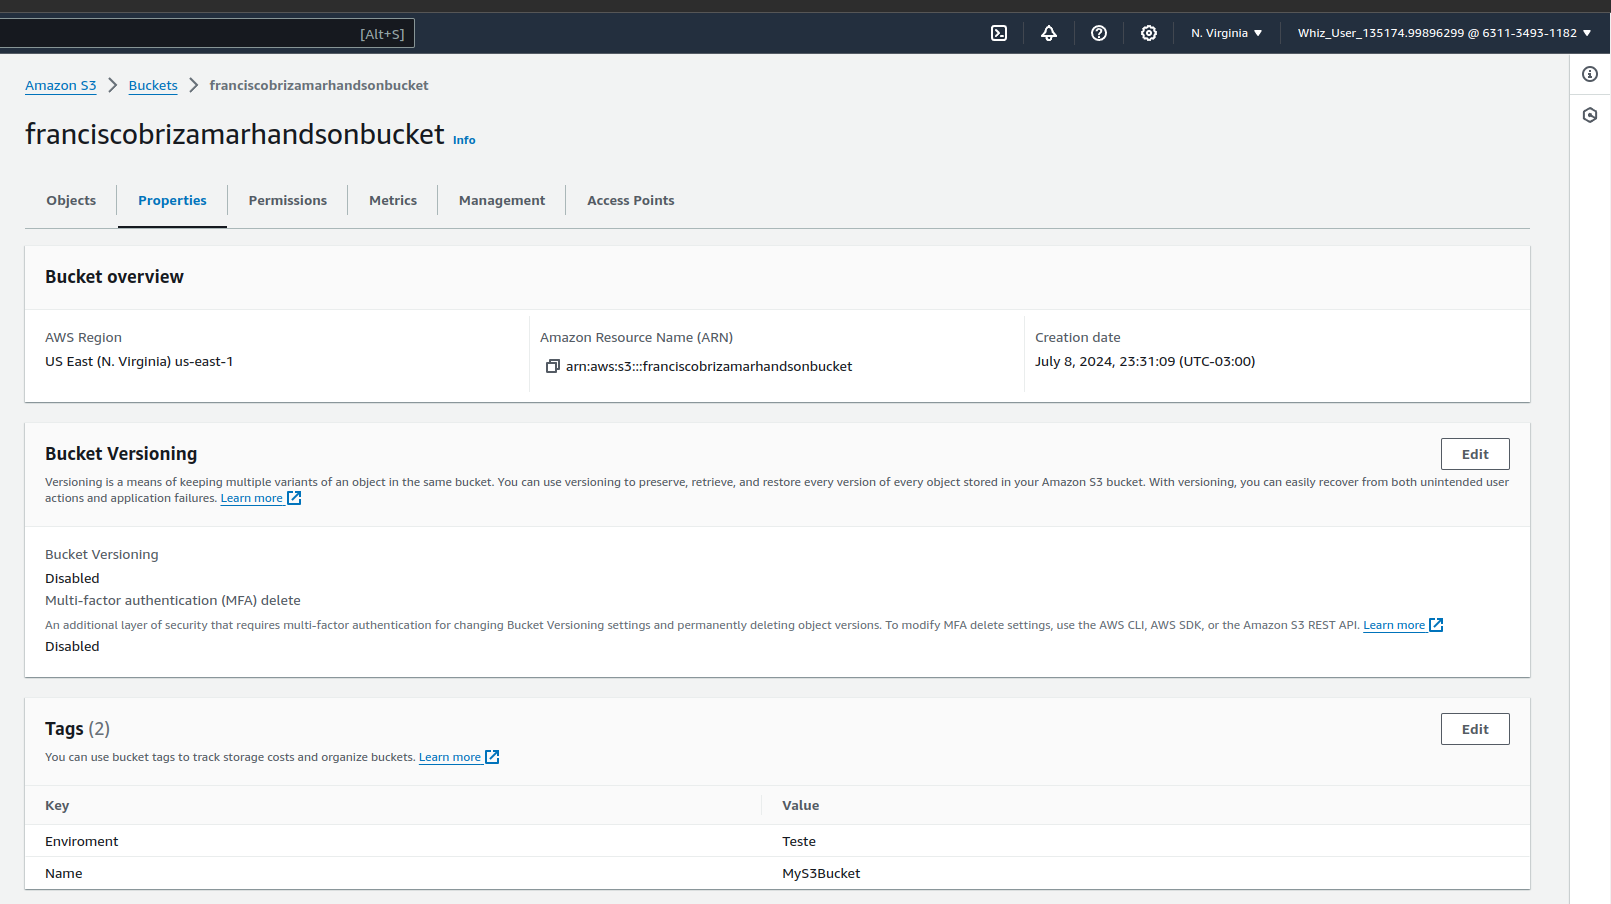 [Alt+S]
N. Virginia
Whiz_User_135174.99896299 @ 6311-3493-1182
Amazon S3
Buckets
franciscobrizamarhandsonbucket
franciscobrizamarhandsonbucket Info
Objects
Properties
Permissions
Metrics
Management
Access Points
Bucket overview
AWS Region
US East (N. Virginia) us-east-1
Amazon Resource Name (ARN)
arn:aws:s3:::franciscobrizamarhandsonbucket
Creation date
July 8, 2024, 23:31:09 (UTC-03:00)
Bucket Versioning
Edit
Versioning is a means of keeping multiple variants of an object in the same bucket. You can use versioning to preserve, retrieve, and restore every version of every object stored in your Amazon S3 bucket. With versioning, you can easily recover from both unintended user
actions and application failures. Learn more
Bucket Versioning
Disabled
Multi-factor authentication (MFA) delete
An additional layer of security that requires multi-factor authentication for changing Bucket Versioning settings and permanently deleting object versions. To modify MFA delete settings, use the AWS CLI, AWS SDK, or the Amazon S3 REST API. Learn more
Disabled
Tags (2)
Edit
You can use bucket tags to track storage costs and organize buckets. Learn more
Key
Value
Enviroment
Teste
Name
MyS3Bucket